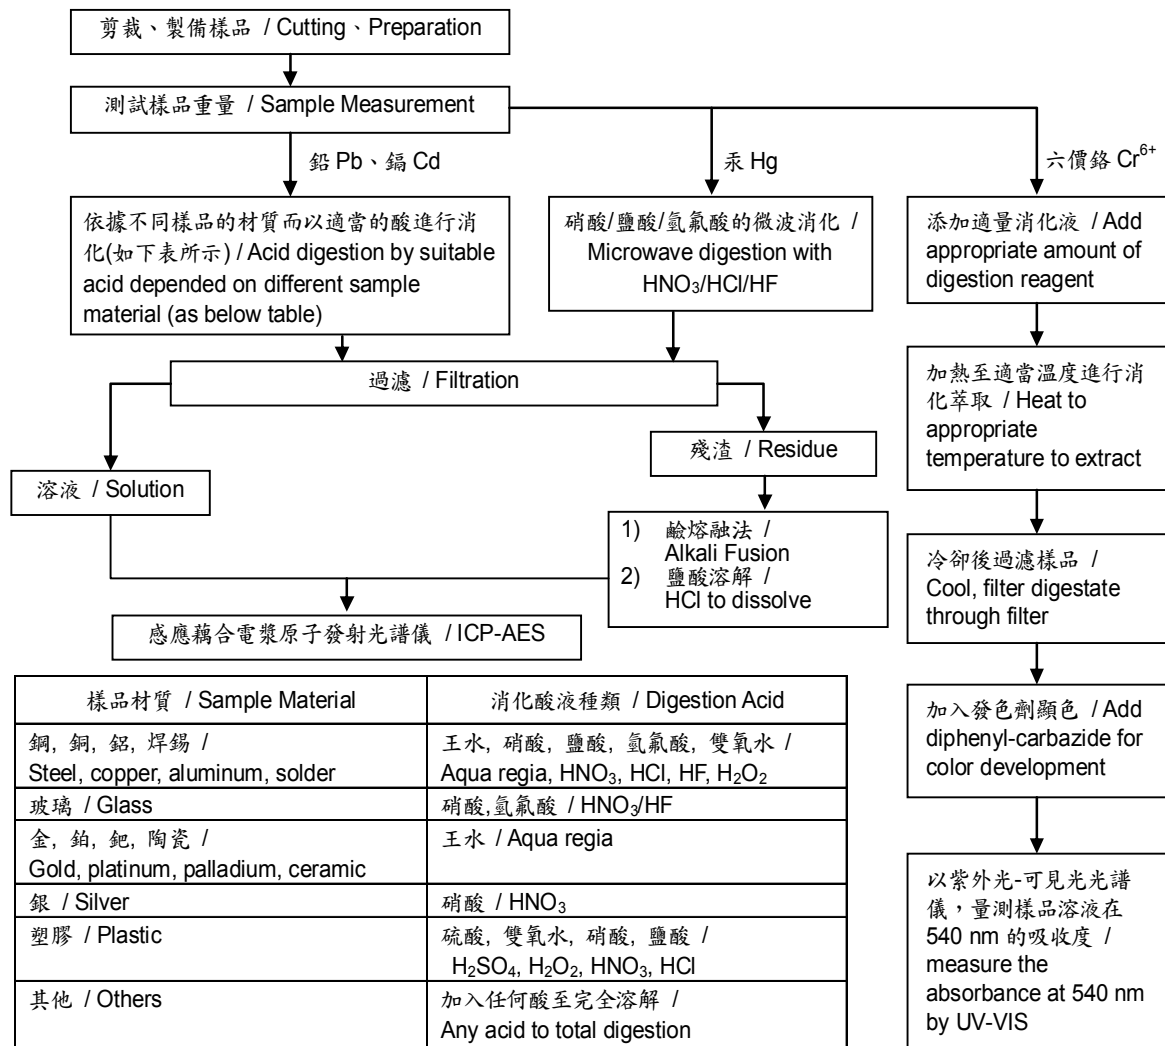 剪裁、製備樣品 / Cutting、Preparation
測試樣品重量 / Sample Measurement
鉛 Pb、鎘 Cd
汞 Hg
六價鉻 Cr6+
依據不同樣品的材質而以適當的酸進行消
化(如下表所示) / Acid digestion by suitable
acid depended on different sample
material (as below table)
硝酸/鹽酸/氫氟酸的微波消化 /
Microwave digestion with
HNO3/HCl/HF
添加適量消化液 / Add
appropriate amount of
digestion reagent
過濾 / Filtration
加熱至適當溫度進行消
化萃取 / Heat to
appropriate
temperature to extract
溶液 / Solution
殘渣 / Residue
1) 鹼熔融法 /
Alkali Fusion
2) 鹽酸溶解 /
HCl to dissolve
冷卻後過濾樣品 /
Cool, filter digestate
through filter
感應藕合電漿原子發射光譜儀 / ICP-AES
加入發色劑顯色 / Add
diphenyl-carbazide for
color development
以紫外光-可見光光譜
儀，量測樣品溶液在
540 nm 的吸收度 /
measure the
absorbance at 540 nm
by UV-VIS
樣品材質 / Sample Material
消化酸液種類 / Digestion Acid
鋼, 銅, 鋁, 焊錫 /
Steel, copper, aluminum, solder
王水, 硝酸, 鹽酸, 氫氟酸, 雙氧水 /
Aqua regia, HNO3, HCl, HF, H2O2
玻璃 / Glass
硝酸,氫氟酸 / HNO3/HF
金, 鉑, 鈀, 陶瓷 /
Gold, platinum, palladium, ceramic
王水 / Aqua regia
銀 / Silver
硝酸 / HNO3
塑膠 / Plastic
硫酸, 雙氧水, 硝酸, 鹽酸 /
H2SO4, H2O2, HNO3, HCl
其他 / Others
加入任何酸至完全溶解 /
Any acid to total digestion